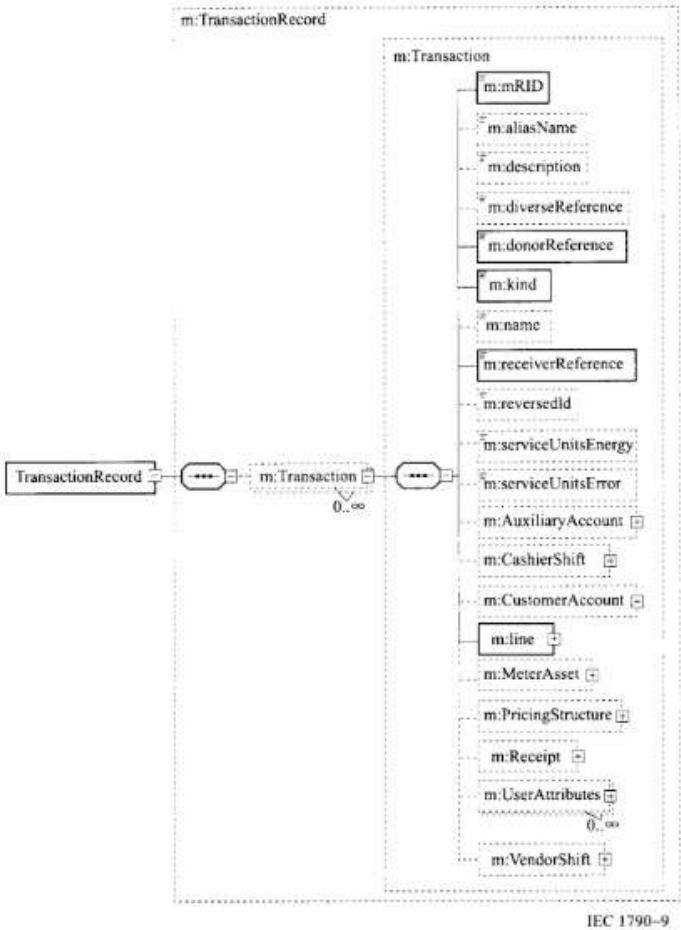 m:TransactionRecord
m:Transaction
m:mRID
m:aliasName
m:description
m:diverseReference
m:donorReference
m:kind
m:name
m:receiverReference
m:reversedId
m:serviceUnitsEnergy
m:serviceUnitsError
TransactionRecord
m:Transaction
0..∞
m:AuxiliaryAccount
m:CashierShift
m:CustomerAccount
m:line
m:MeterAsset
m:PricingStructure
m:Receipt
m:UserAttributes
0..∞
m:VendorShift
IEC 1790-9